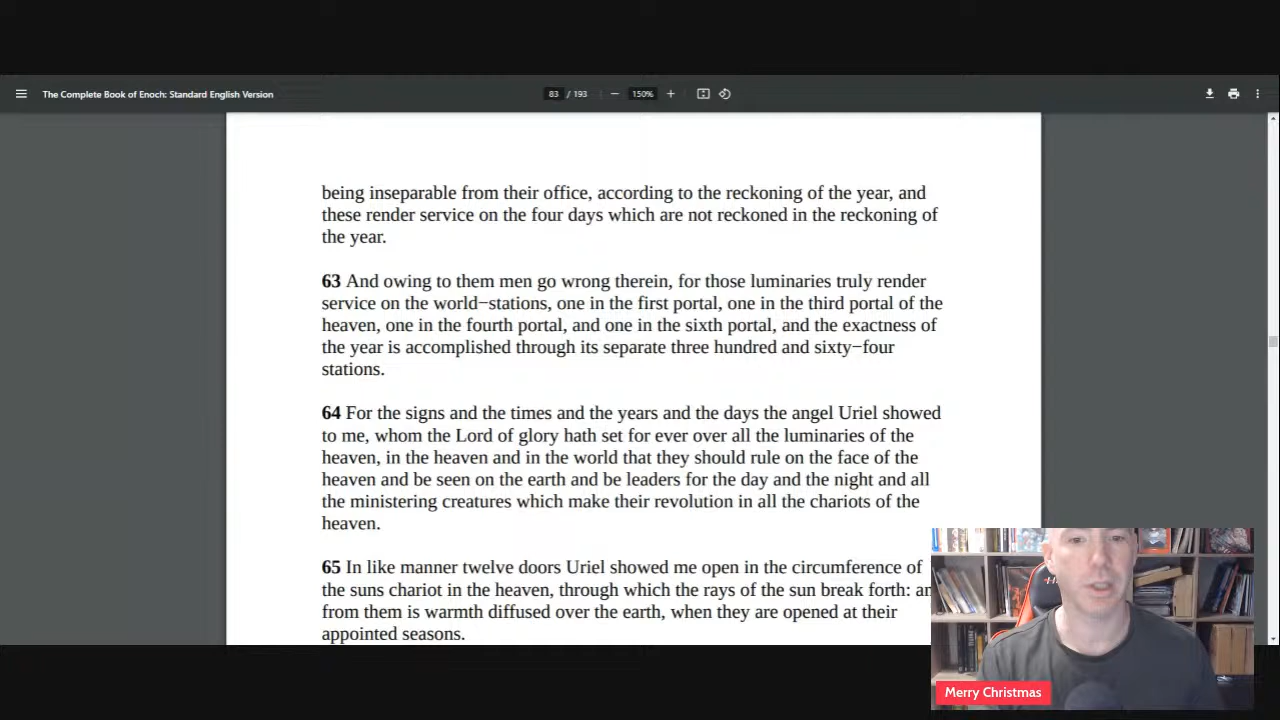 The Complete Book of Enoch: Standard English Version
83 / 193
150%
being inseparable from their office, according to the reckoning of the year, and
these render service on the four days which are not reckoned in the reckoning of
the year.
63 And owing to them men go wrong therein, for those luminaries truly render
service on the world−stations, one in the first portal, one in the third portal of the
heaven, one in the fourth portal, and one in the sixth portal, and the exactness of
the year is accomplished through its separate three hundred and sixty−four
stations.
64 For the signs and the times and the years and the days the angel Uriel showed
to me, whom the Lord of glory hath set for ever over all the luminaries of the
heaven, in the heaven and in the world that they should rule on the face of the
heaven and be seen on the earth and be leaders for the day and the night and all
the ministering creatures which make their revolution in all the chariots of the
heaven.
65 In like manner twelve doors Uriel showed me open in the circumference of
the suns chariot in the heaven, through which the rays of the sun break forth:
from them is warmth diffused over the earth, when they are opened at their
appointed seasons.
Merry Christmas